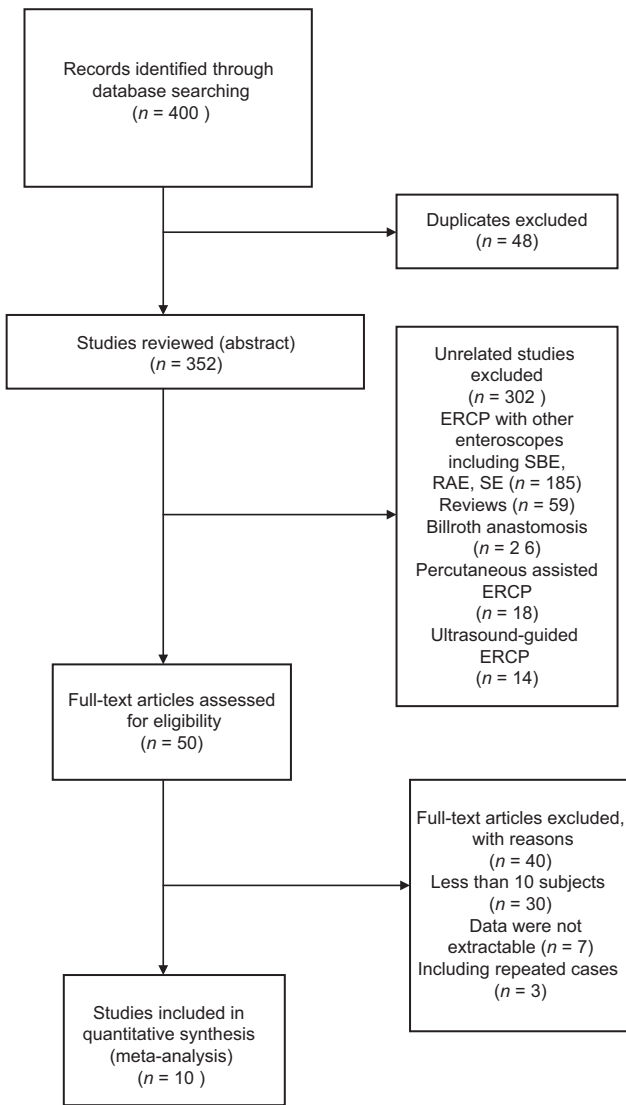 Records identified through
database searching
(n = 400 )
Duplicates excluded
(n = 48)
Studies reviewed (abstract)
(n = 352)
Unrelated studies
excluded
(n = 302 )
ERCP with other
enteroscopes
including SBE,
RAE, SE (n = 185)
Reviews (n = 59)
Billroth anastomosis
(n = 2 6)
Percutaneous assisted
ERCP
(n = 18)
Ultrasound-guided
ERCP
(n = 14)
Full-text articles assessed
for eligibility
(n = 50)
Full-text articles excluded,
with reasons
(n = 40)
Less than 10 subjects
(n = 30)
Data were not
extractable (n = 7)
Including repeated cases
(n = 3)
Studies included in
quantitative synthesis
(meta-analysis)
(n = 10 )